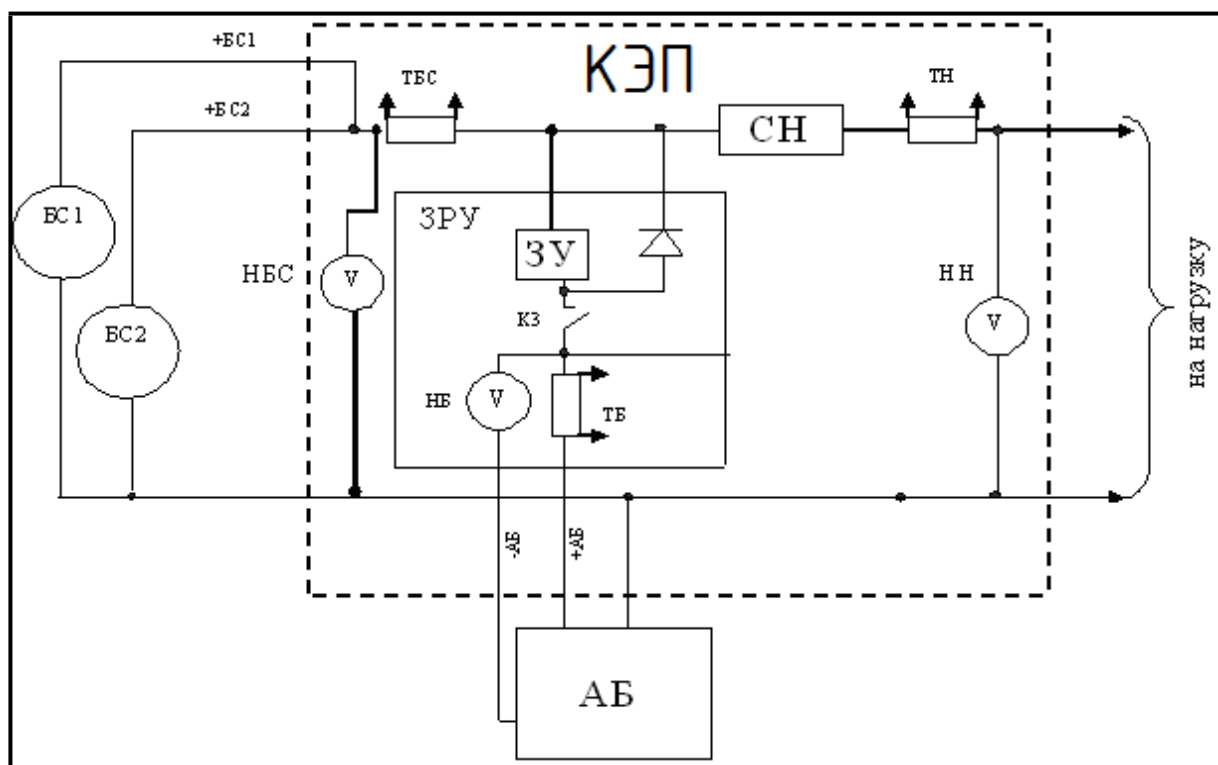 +БС1
КЭП
ТБС
ТН
+БС2
СН
БС1
ЗРУ
ЗУ
НБС
V
НН
V
БС2
КЗ
на нагрузку
НБ
V
ТБ
-АБ
+АБ
АБ